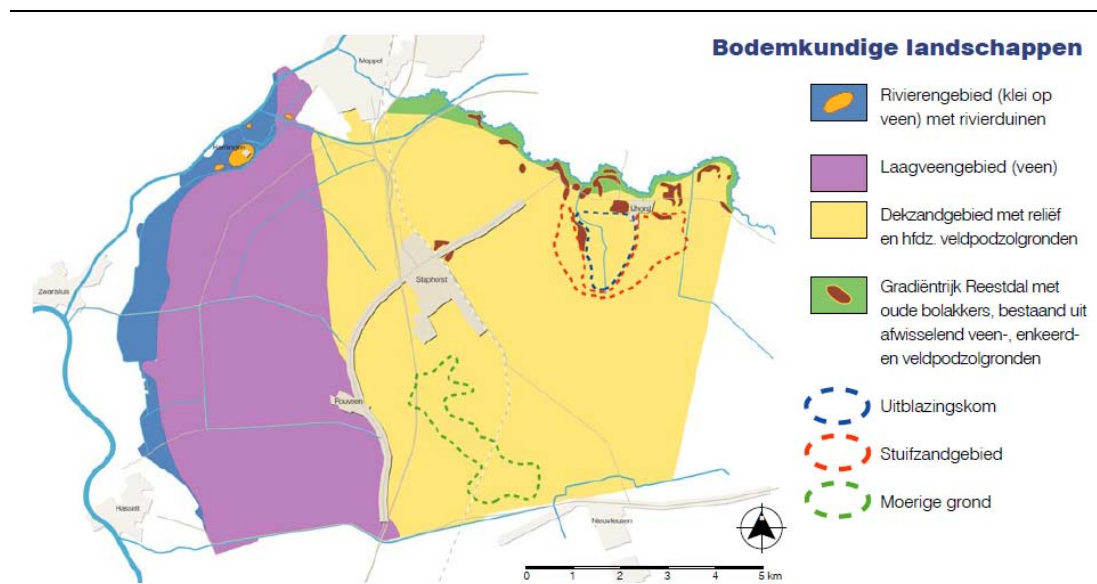 Bodemkundige landschappen
Rivierengebied (klei op
veen) met rivierduinen
Laagveengebied (veen)
Dekzandgebied met reliëf
en hfdz. veldpodzolgronden
Gradiëntrijk Reestdal met
oude bolakkers, bestaand uit
afwisselend veen-, enkeerd-
en veldpodzolgronden
Uitblazingskom
Stuifzandgebied
Moerige grond
Meppel
IJhorst
Staphorst
Zwartsluis
Rouveen
Hasselt
Nieuwleusen
0 1 2 3 4 5 km